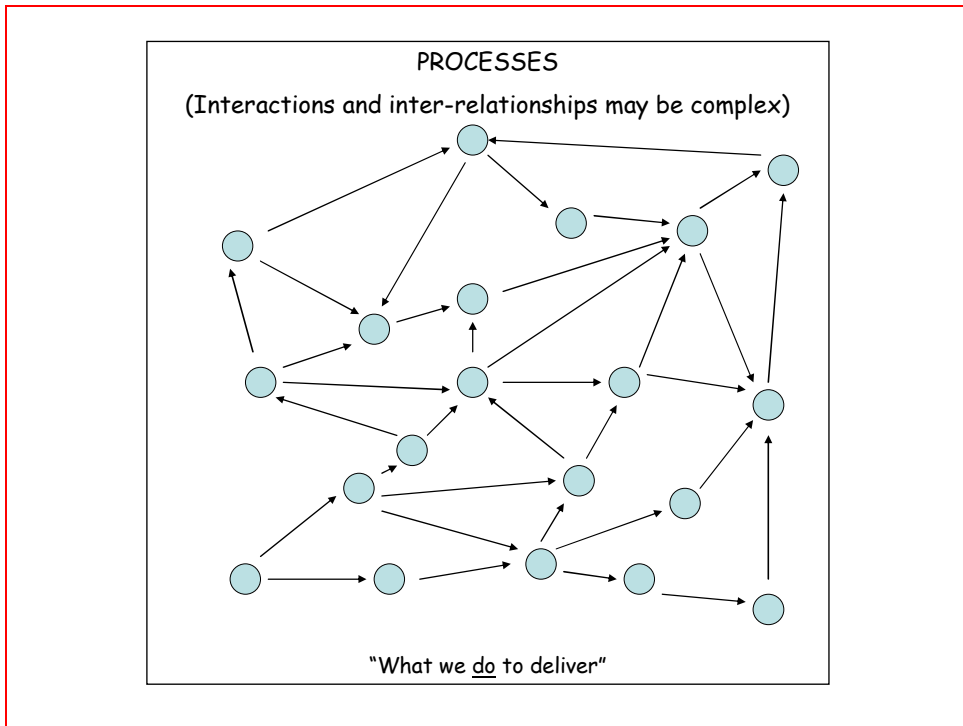 PROCESSES
(Interactions and inter-relationships may be complex)
“What we do to deliver”